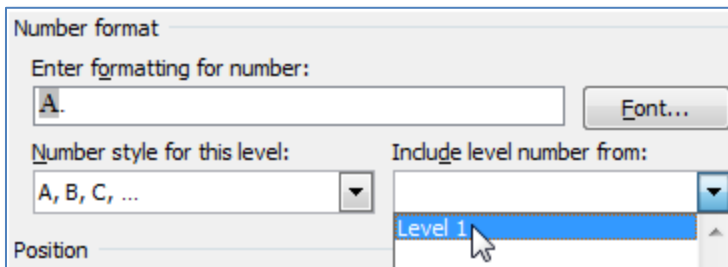 Number format
Enter formatting for number:
A.
Font...
Number style for this level:
Include level number from:
A, B, C, ...
Level 1
Position